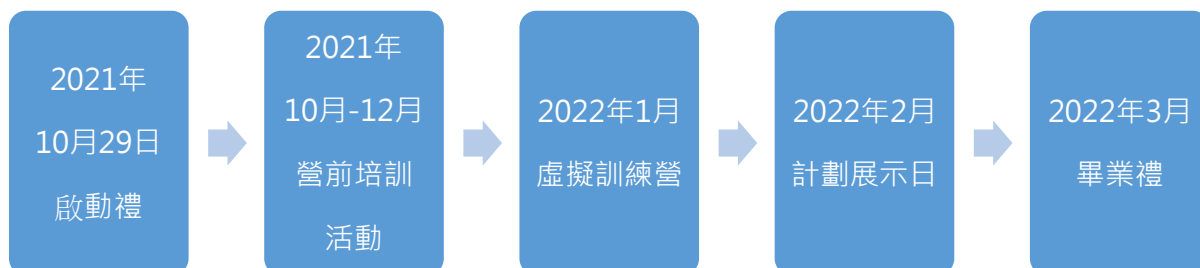 2021年
10月29日
啟動禮
2021年
10月-12月
營前培訓
活動
2022年1月
虛擬訓練營
2022年2月
計劃展示日
2022年3月
畢業禮